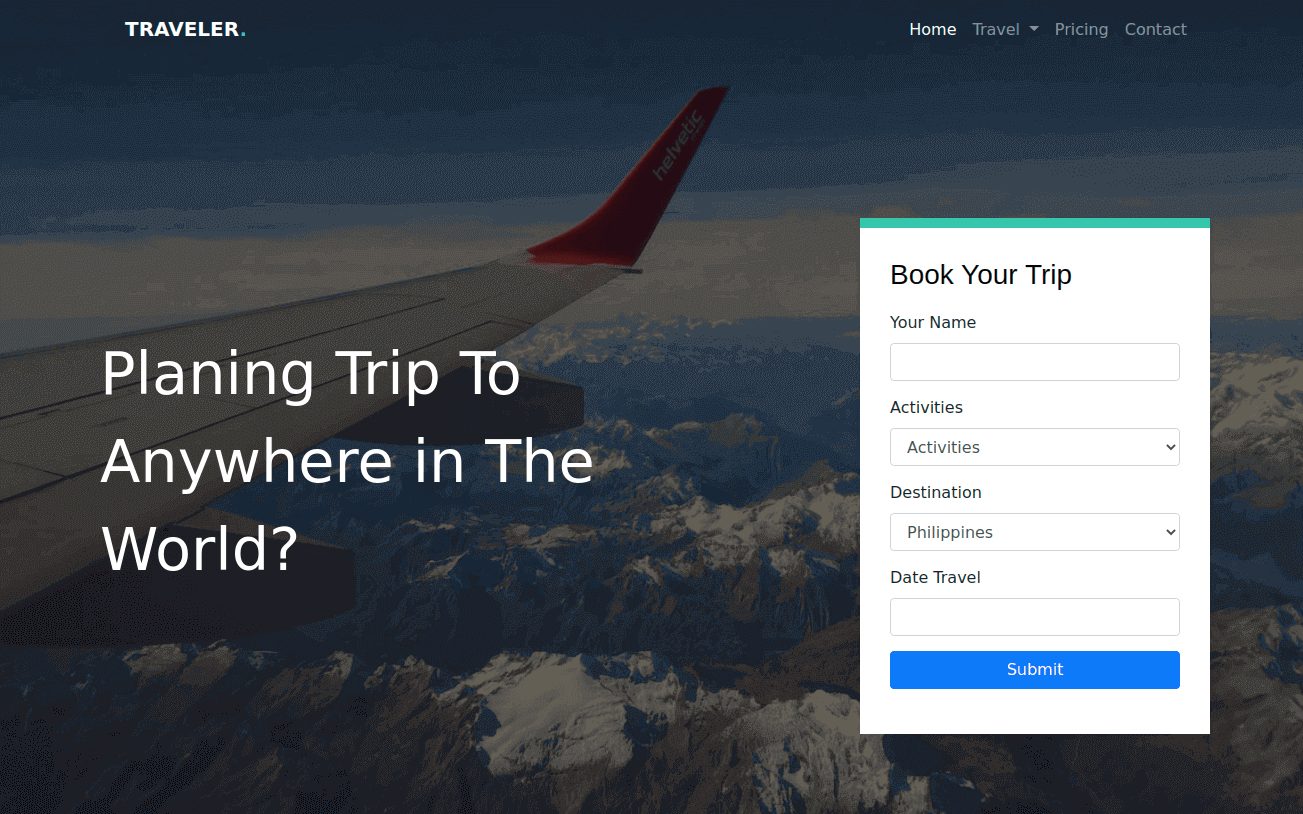 TRAVELER.
Home Travel Pricing Contact
helvetic
Planing Trip To
Anywhere in The
World?
Book Your Trip
Your Name
Activities
Activities
Destination
Philippines
Date Travel
Submit